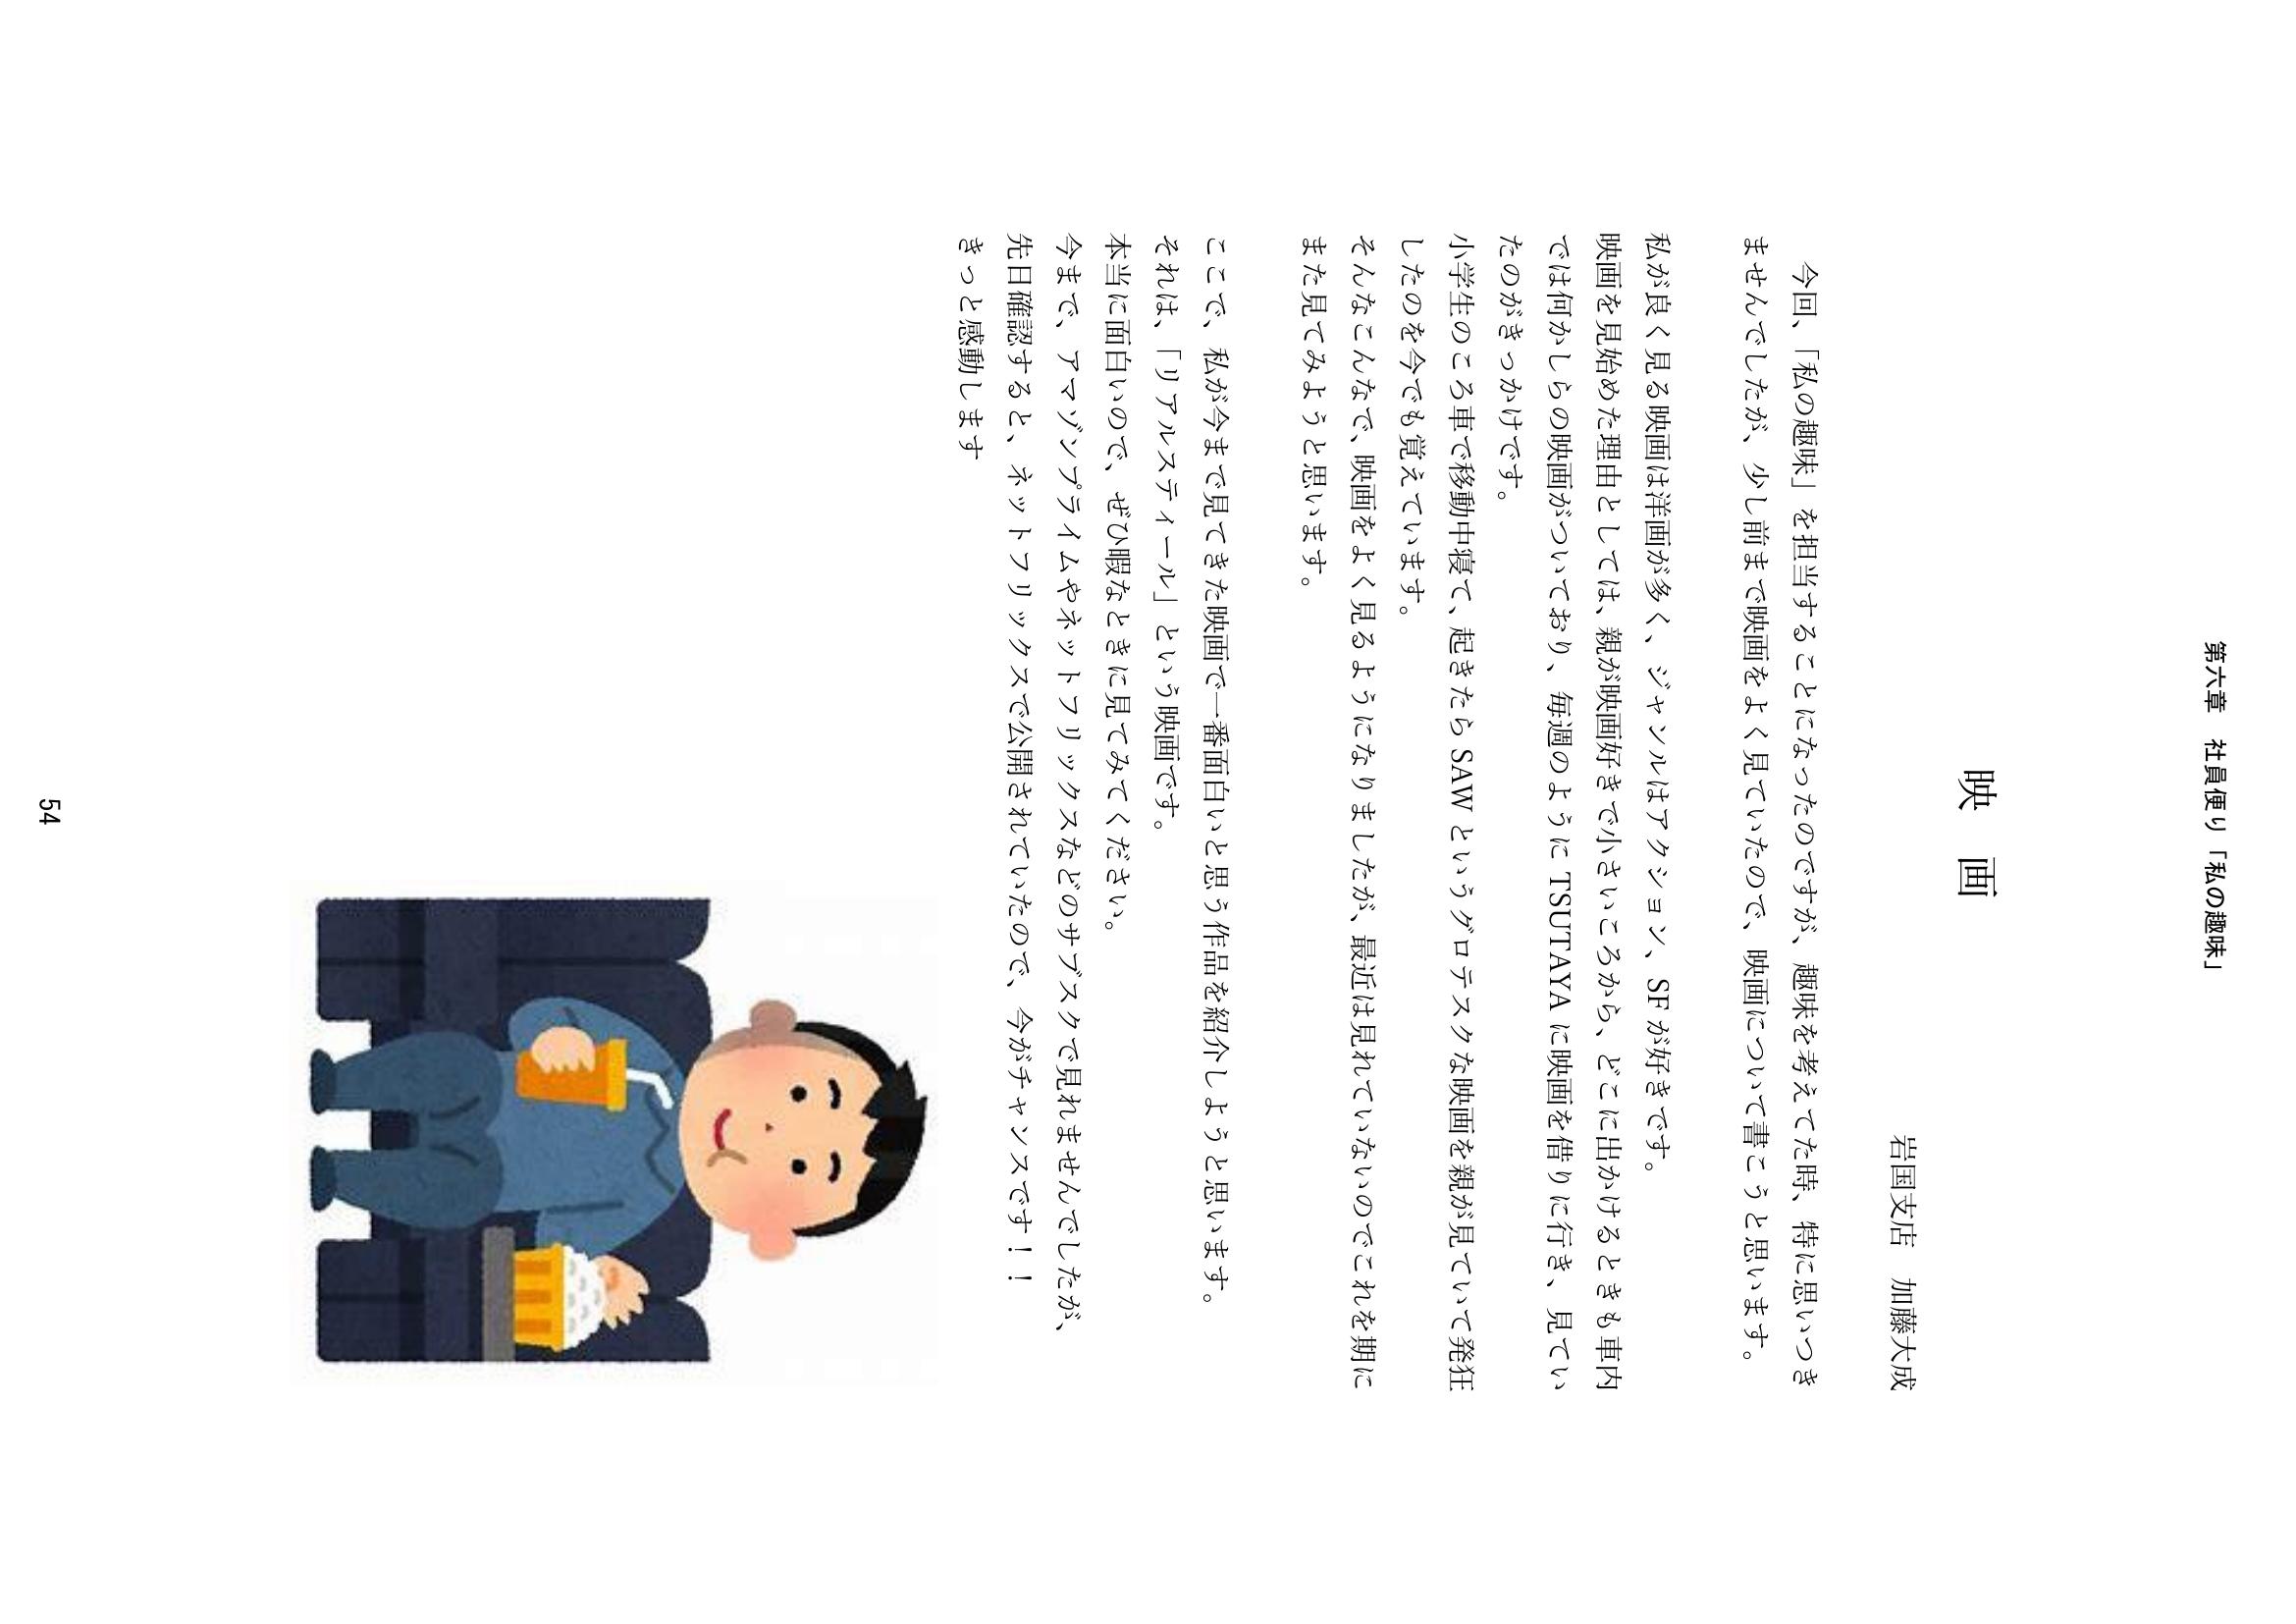 第六章　社員便り「私の趣味」
映　画
岩国支店　加藤大成
　今回、「私の趣味」を担当することになったのですが、趣味を考えてた時、特に思いつき
ませんでしたが、少し前まで映画をよく見ていたので、映画について書こうと思います。
私が良く見る映画は洋画が多く、ジャンルはアクション、SF が好きです。
映画を見始めた理由としては、親が映画好きで小さいころから、どこに出かけるときも車内
では何かしらの映画がついており、毎週のように TSUTAYA に映画を借りに行き、見てい
たのがきっかけです。
小学生のころ車で移動中寝て、起きたら SAW というグロテスクな映画を親が見ていて発狂
したのを今でも覚えています。
そんなこんなで、映画をよく見るようになりましたが、最近は見れていないのでこれを期に
また見てみようと思います。
ここで、私が今まで見てきた映画で一番面白いと思う作品を紹介しようと思います。
それは、「リアルスティール」という映画です。
本当に面白いので、ぜひ暇なときに見てみてください。
今まで、アマゾンプライムやネットフリックスなどのサブスクで見れませんでしたが、
先日確認すると、ネットフリックスで公開されていたので、今がチャンスです！！
きっと感動します
54